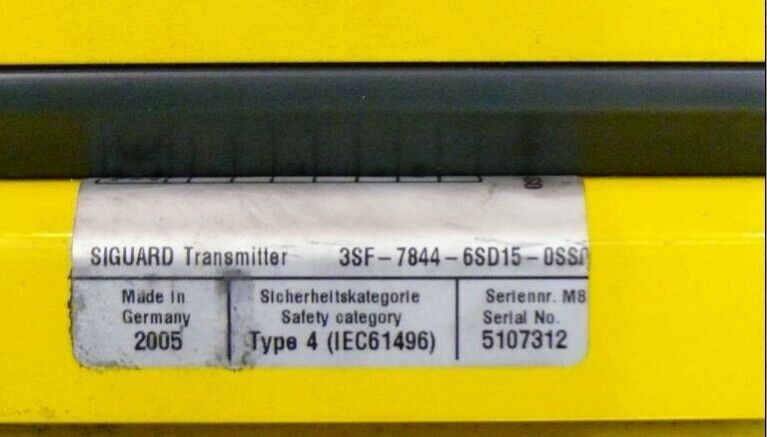 SIGUARD Transmitter 3SF-7844-6SD15-0SS
Made in Germany
2005
Sicherheitskategorie
Safety category
Type 4 (IEC61496)
Seriennr. M8
Serial No.
5107312